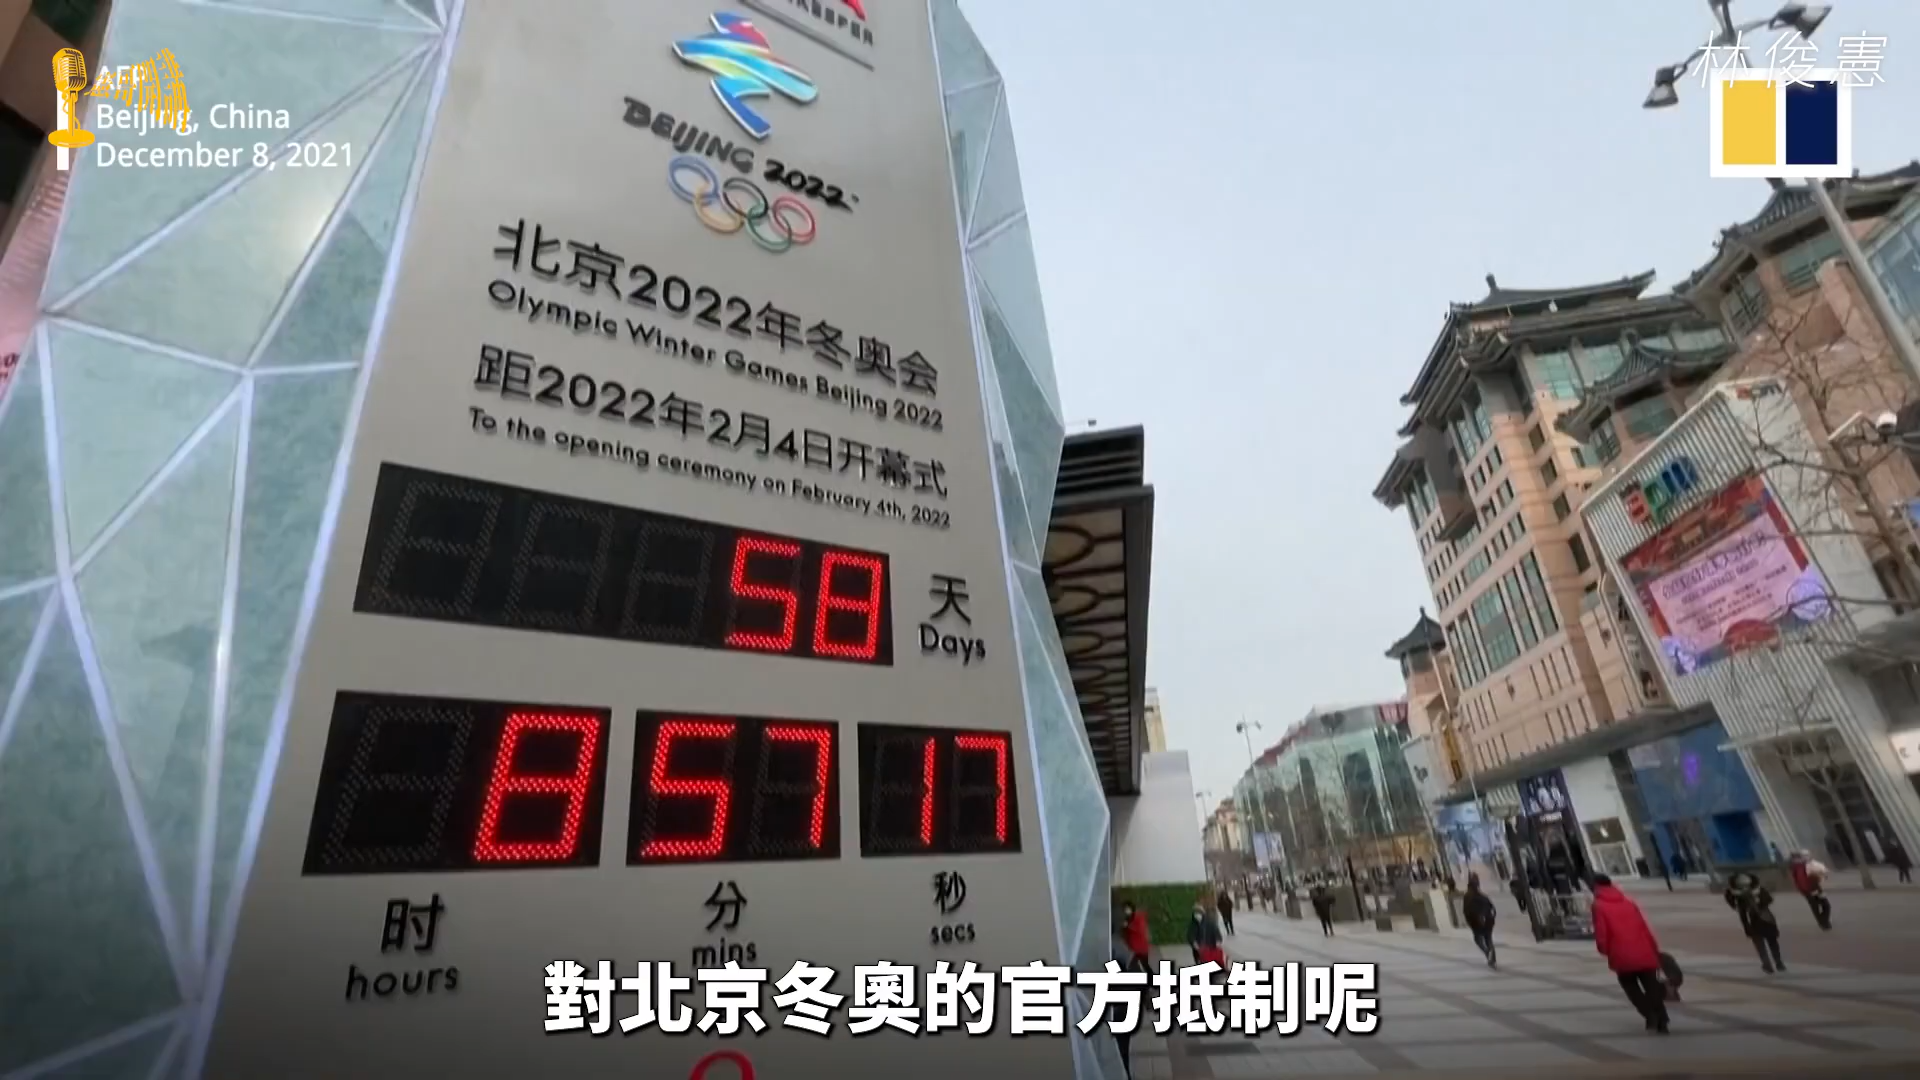 AFP
Beijing, China
December 8, 2021
林俊憲
BEIJING 2022
北京2022年冬奥会
Olympic Winter Games Beijing 2022
距2022年2月4日开幕式
To the opening ceremony on February 4th, 2022
58
天
Days
8
57
17
时
分
秒
hours
mins
secs
對北京冬奧的官方抵制呢